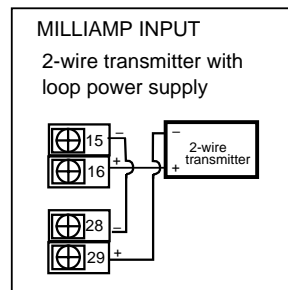 MILLIAMP INPUT
2-wire transmitter with
loop power supply
15 –
16 +
– 2-wire
transmitter
+
28 –
29 +